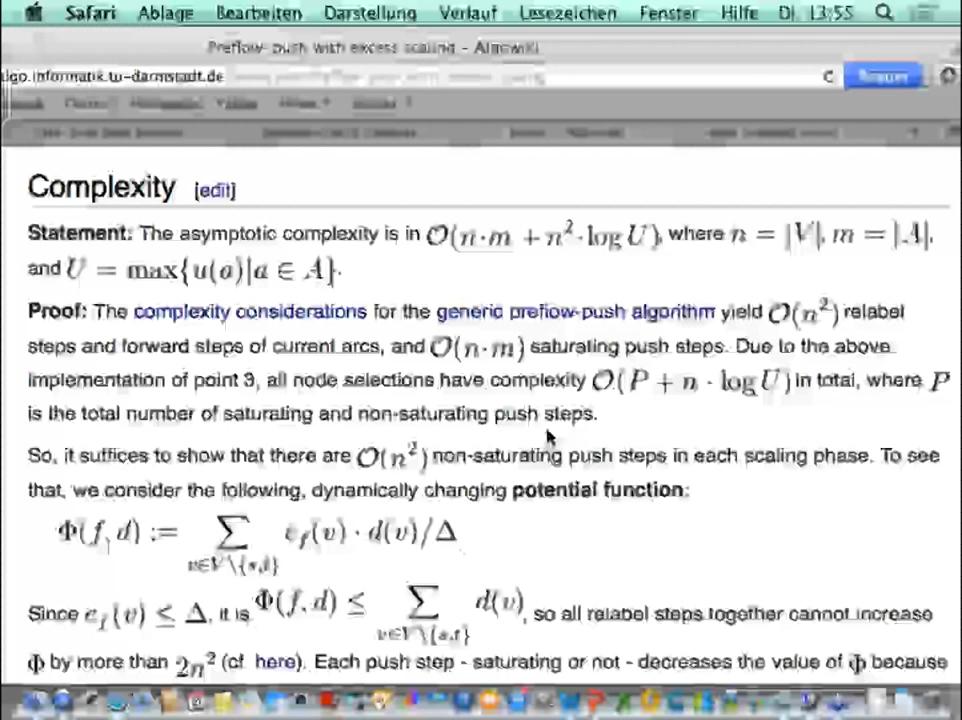 Safari Ablage Bearbeiten Darstellung Verlauf Lesezeichen Fenster Hilfe Di. 13:55
Preflow-push with excess scaling - Algowiki
algo.informatik.tu-darmstadt.de
Complexity [edit]
Statement: The asymptotic complexity is in O(n·m + n²·log U), where n = |V|, m = |A|,
and U = max{u(a)|a ∈ A}.
Proof: The complexity considerations for the generic preflow-push algorithm yield O(n²) relabel
steps and forward steps of current arcs, and O(n·m) saturating push steps. Due to the above
implementation of point 3, all node selections have complexity O(P + n · log U) in total, where P
is the total number of saturating and non-saturating push steps.
So, it suffices to show that there are O(n²) non-saturating push steps in each scaling phase. To see
that, we consider the following, dynamically changing potential function:
Φ(f, d) := ∑ e_f(v) · d(v)/Δ
v∈V\{s,t}
Since e_f(v) ≤ Δ, it is Φ(f, d) ≤ ∑ d(v), so all relabel steps together cannot increase
v∈V\{s,t}
Φ by more than 2n² (cf. here). Each push step - saturating or not - decreases the value of Φ because